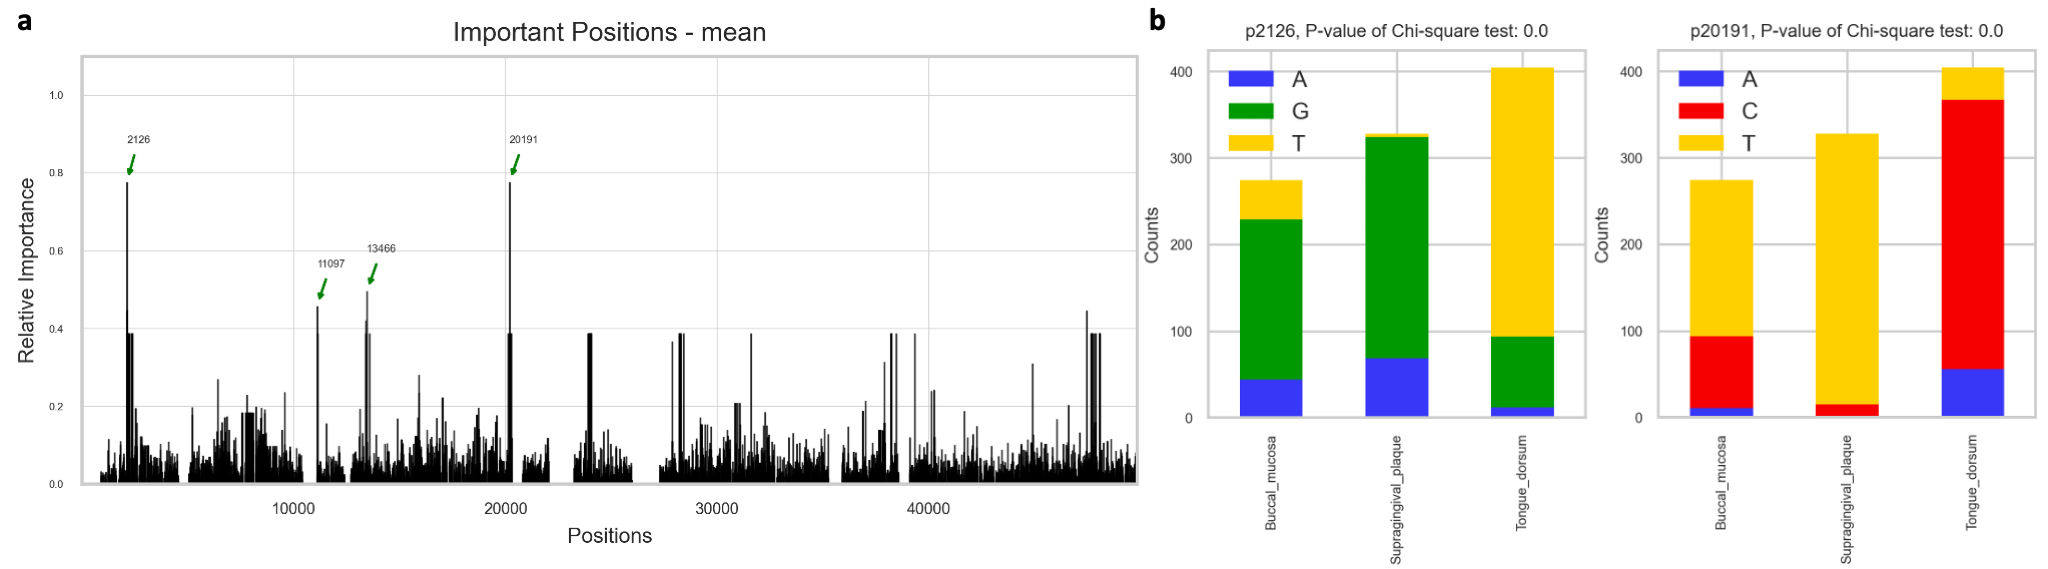 a
Important Positions - mean
Relative Importance
1.0
0.8
0.6
0.4
0.2
0.0
2126
11097
13466
20191
10000
20000
30000
40000
Positions
b
p2126, P-value of Chi-square test: 0.0
Counts
400
300
200
100
0
A
G
T
Buccal_mucosa
Supragingival_plaque
Tongue_dorsum
p20191, P-value of Chi-square test: 0.0
Counts
400
300
200
100
0
A
C
T
Buccal_mucosa
Supragingival_plaque
Tongue_dorsum